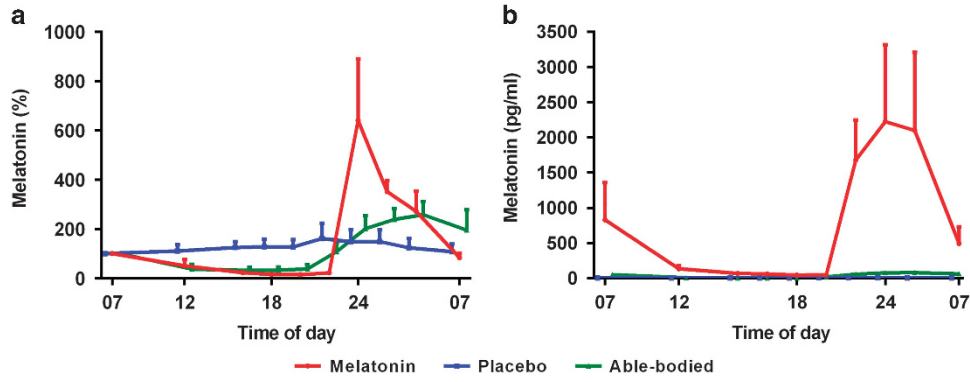 a
1000
800
600
400
200
0
Melatonin (%)
07 12 18 24 07
Time of day
b
3500
3000
2500
2000
1500
1000
500
0
Melatonin (pg/ml)
07 12 18 24 07
Time of day
Melatonin Placebo Able-bodied